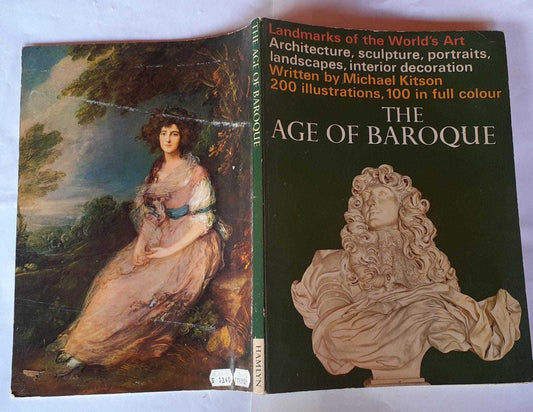 Landmarks of the World's Art
Architecture, sculpture, portraits,
landscapes, interior decoration
Written by Michael Kitson
200 illustrations, 100 in full colour
THE
AGE OF BAROQUE
THE AGE OF BAROQUE
HAMLYN